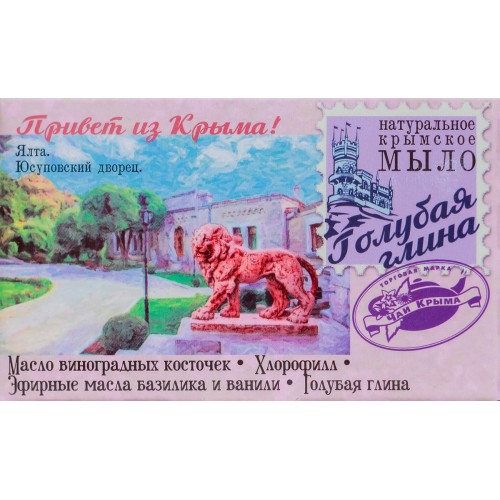 Привет из Крыма!
Ялта.
Юсуповский дворец.
натуральное
крымское
МЫЛО
Голубая
глина
ТОРГОВАЯ МАРКА
Чаи Крыма
Масло виноградных косточек • Хлорофилл •
Эфирные масла базилика и ванили • Голубая глина